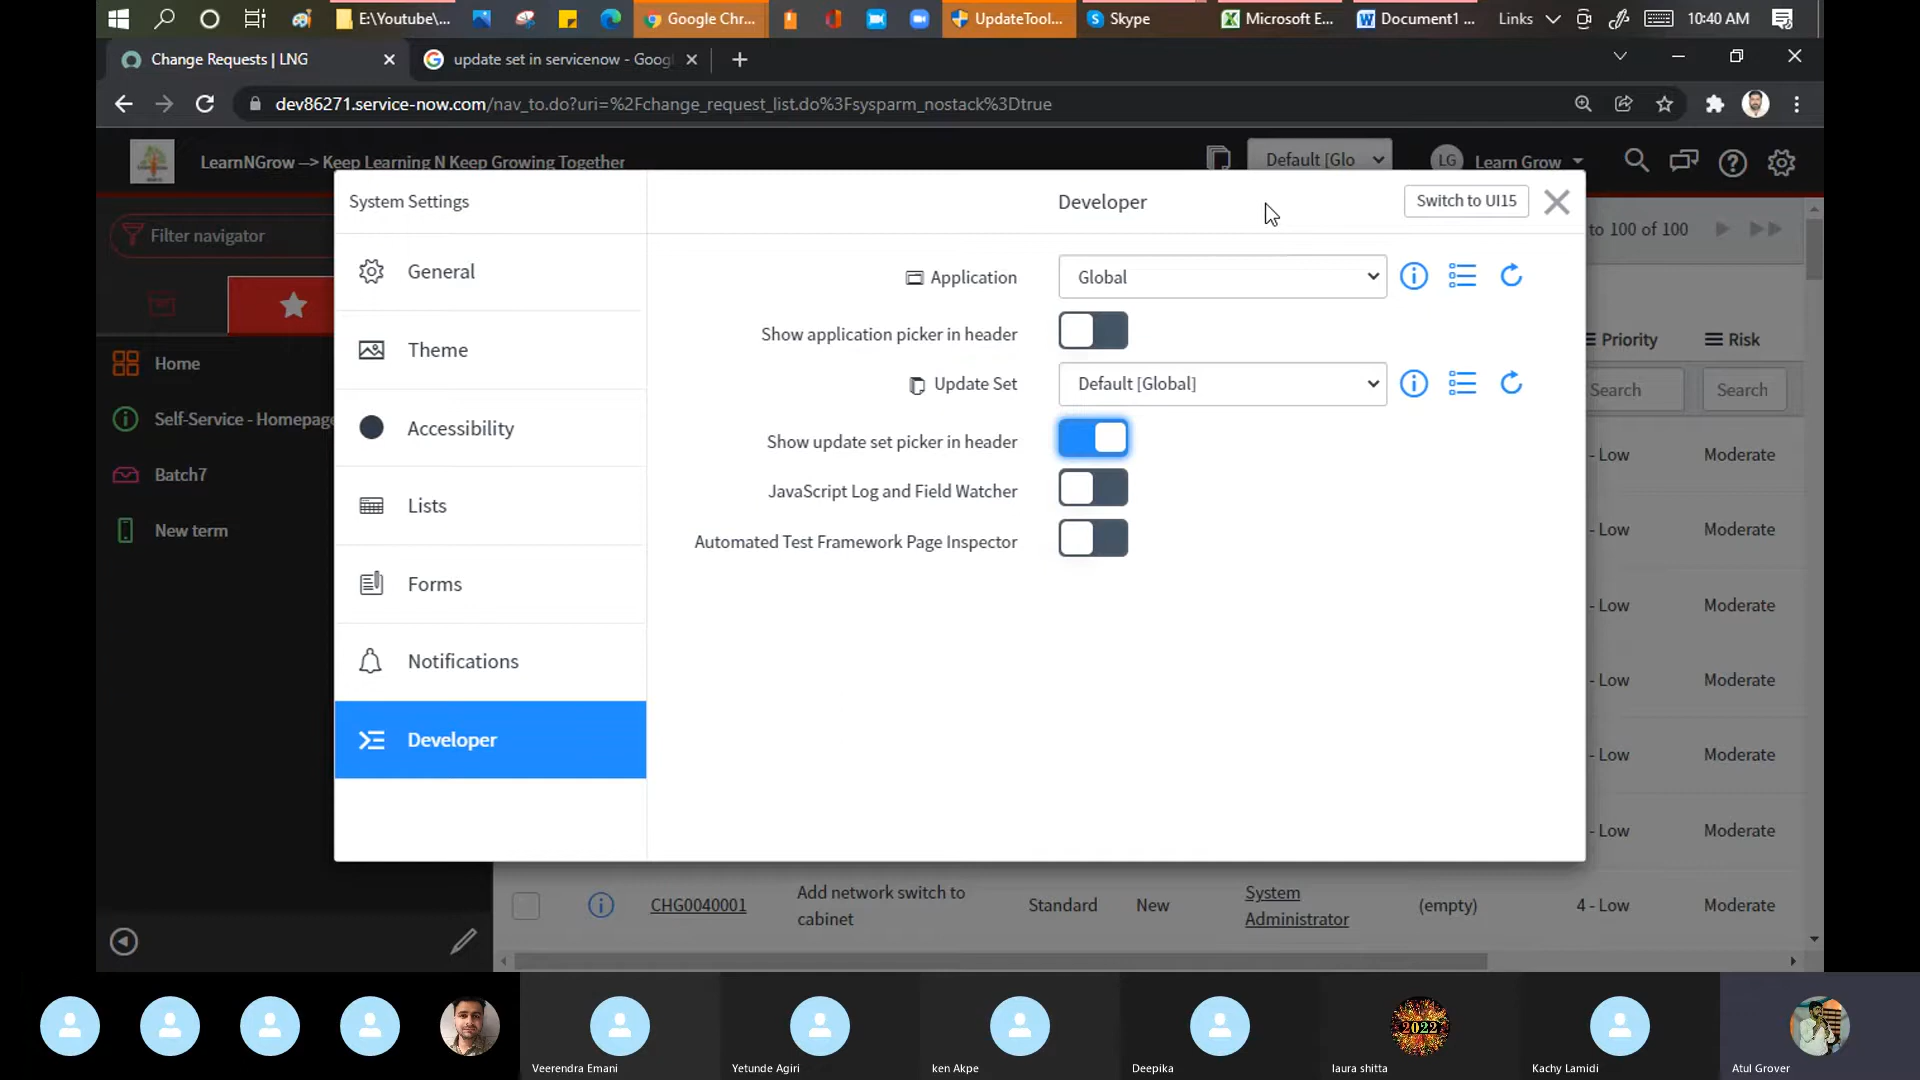 E:\Youtube\...
Google Chr...
UpdateTool...
Skype
Microsoft E...
Document1 ...
Links
10:40 AM
Change Requests | LNG
update set in servicenow - Goog
dev86271.service-now.com/nav_to.do?uri=%2Fchange_request_list.do%3Fsysparm_nostack%3Dtrue
LearnNGrow --> Keep Learning N Keep Growing Together
Default [Glo
LG
Learn Grow
System Settings
Developer
Switch to UI15
Filter navigator
to 100 of 100
General
Application
Global
Show application picker in header
Priority
Risk
Theme
Home
Update Set
Default [Global]
Search
Search
Self-Service - Homepage
Accessibility
Show update set picker in header
- Low
Moderate
Batch7
Lists
JavaScript Log and Field Watcher
New term
Automated Test Framework Page Inspector
- Low
Moderate
Forms
- Low
Moderate
Notifications
- Low
Moderate
Developer
- Low
Moderate
- Low
Moderate
CHG0040001
Add network switch to
cabinet
Standard
New
System
Administrator
(empty)
4 - Low
Moderate
Veerendra Emani
Yetunde Agiri
ken Akpe
Deepika
2022
laura shitta
Kachy Lamidi
Atul Grover